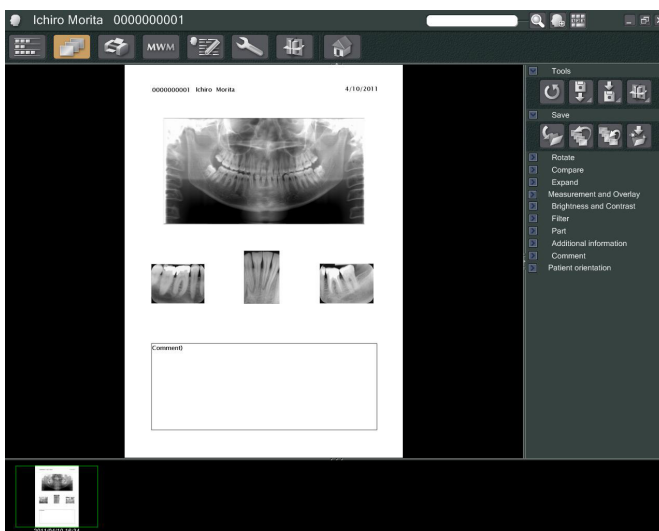 Ichiro Morita 0000000001
MWM
0000000001 Ichiro Morita 4/10/2011
Comment)
Tools
Save
Rotate
Compare
Expand
Measurement and Overlay
Brightness and Contrast
Filter
Part
Additional information
Comment
Patient orientation